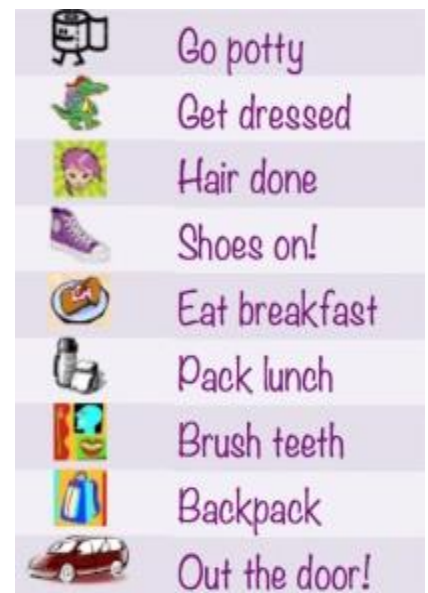 Go potty
Get dressed
Hair done
Shoes on!
Eat breakfast
Pack lunch
Brush teeth
Backpack
Out the door!